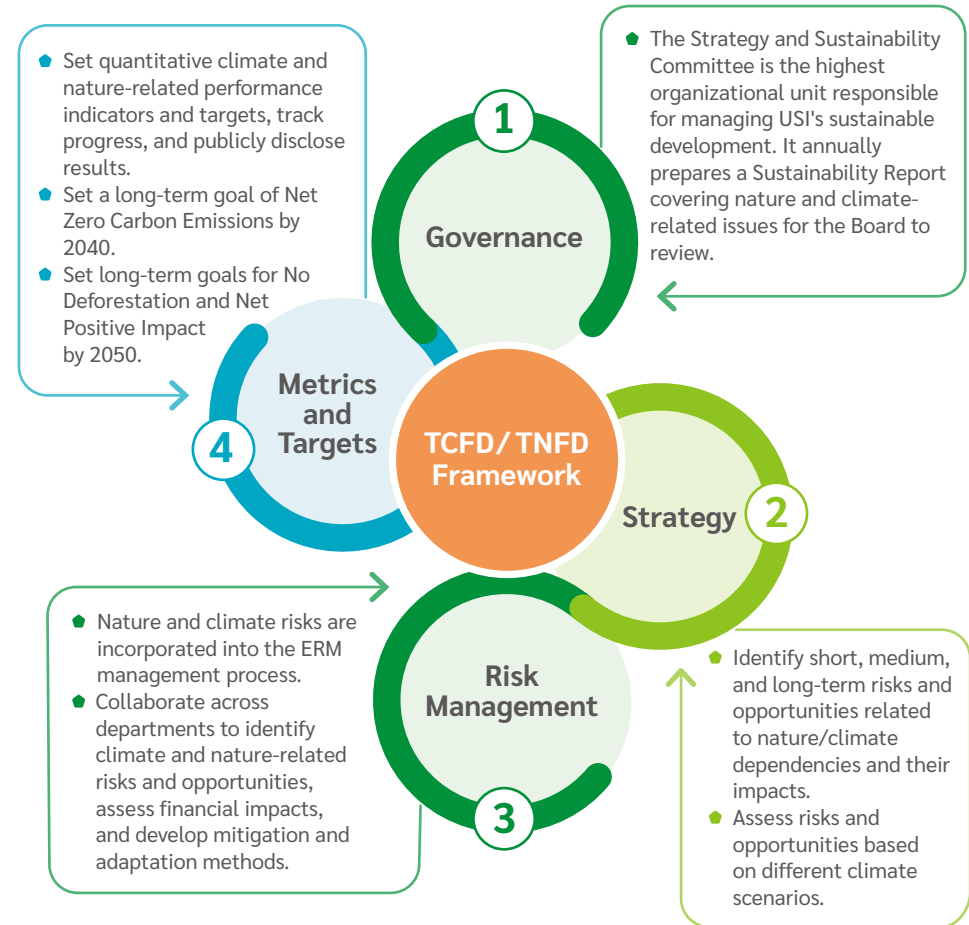 Set quantitative climate and
nature-related performance
indicators and targets, track
progress, and publicly disclose
results.
Set a long-term goal of Net
Zero Carbon Emissions by
2040.
Set long-term goals for No
Deforestation and Net
Positive Impact
by 2050.
The Strategy and Sustainability
Committee is the highest
organizational unit responsible
for managing USI's sustainable
development. It annually
prepares a Sustainability Report
covering nature and climate-
related issues for the Board to
review.
1
Governance
Metrics
and
Targets
4
TCFD/ TNFD
Framework
Strategy
2
Nature and climate risks are
incorporated into the ERM
management process.
Collaborate across
departments to identify
climate and nature-related
risks and opportunities,
assess financial impacts,
and develop mitigation and
adaptation methods.
Risk
Management
3
Identify short, medium,
and long-term risks and
opportunities related
to nature/climate
dependencies and their
impacts.
Assess risks and
opportunities based
on different climate
scenarios.